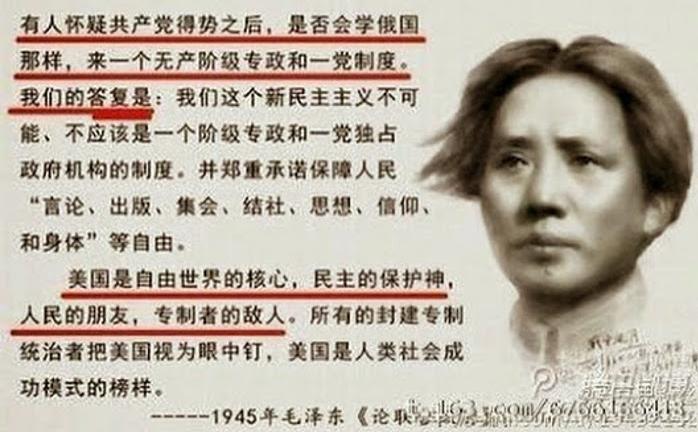 有人怀疑共产党得势之后，是否会学俄国
那样，来一个无产阶级专政和一党制度。
我们的答复是：我们这个新民主主义不可
能、不应该是一个阶级专政和一党独占
政府机构的制度。并郑重承诺保障人民
“言论、出版、集会、结社、思想、信仰、
和身体”等自由。
美国是自由世界的核心，民主的保护神，
人民的朋友，专制者的敌人。所有的封建专制
统治者把美国视为眼中钉，美国是人类社会成
功模式的榜样。
-----1945年毛泽东《论联